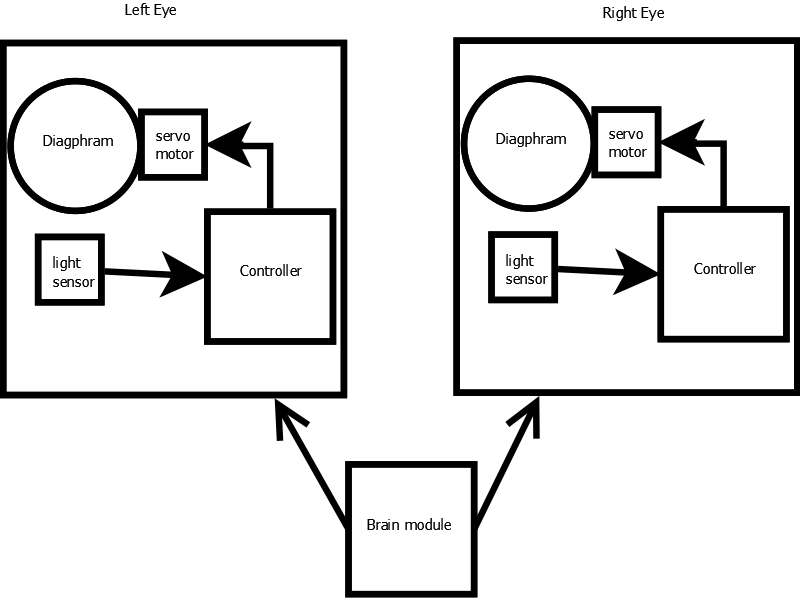 Left Eye
Right Eye
Diagphram
servo
motor
light
sensor
Controller
Diagphram
servo
motor
light
sensor
Controller
Brain module